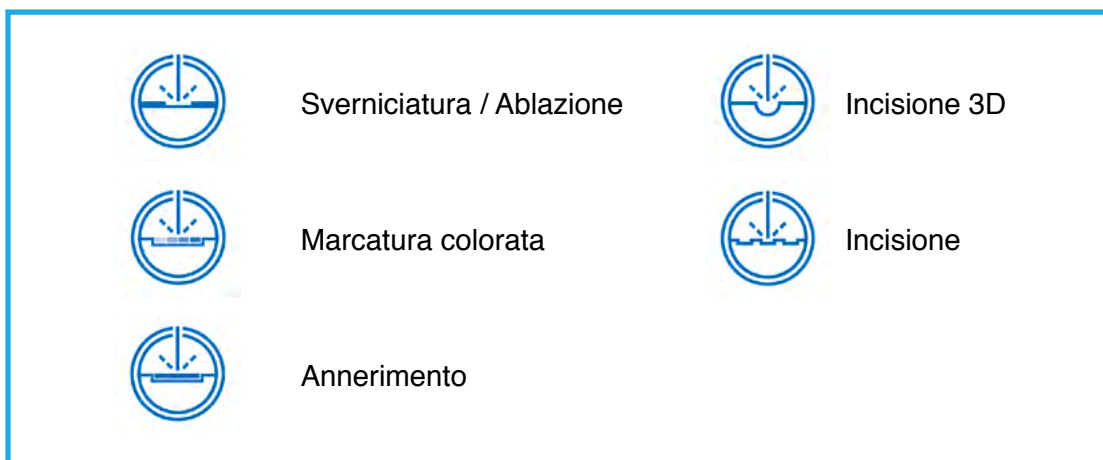 Sverniciatura / Ablazione
Incisione 3D
Marcatura colorata
Incisione
Annerimento